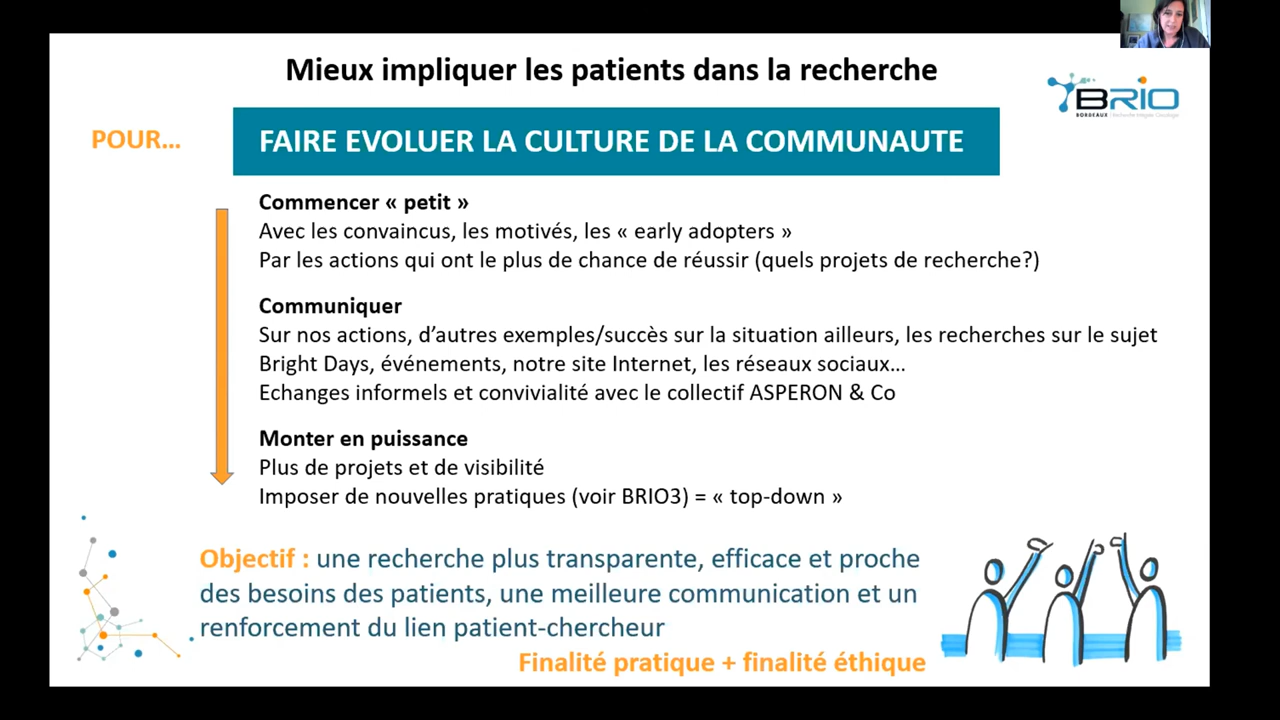 Mieux impliquer les patients dans la recherche
BRIO
BORDEAUX | Recherche Intégrée Oncologie
POUR...
FAIRE EVOLUER LA CULTURE DE LA COMMUNAUTE
Commencer « petit »
Avec les convaincus, les motivés, les « early adopters »
Par les actions qui ont le plus de chance de réussir (quels projets de recherche?)
Communiquer
Sur nos actions, d’autres exemples/succès sur la situation ailleurs, les recherches sur le sujet
Bright Days, événements, notre site Internet, les réseaux sociaux…
Echanges informels et convivialité avec le collectif ASPERON & Co
Monter en puissance
Plus de projets et de visibilité
Imposer de nouvelles pratiques (voir BRIO3) = « top-down »
Objectif : une recherche plus transparente, efficace et proche
des besoins des patients, une meilleure communication et un
renforcement du lien patient-chercheur
Finalité pratique + finalité éthique